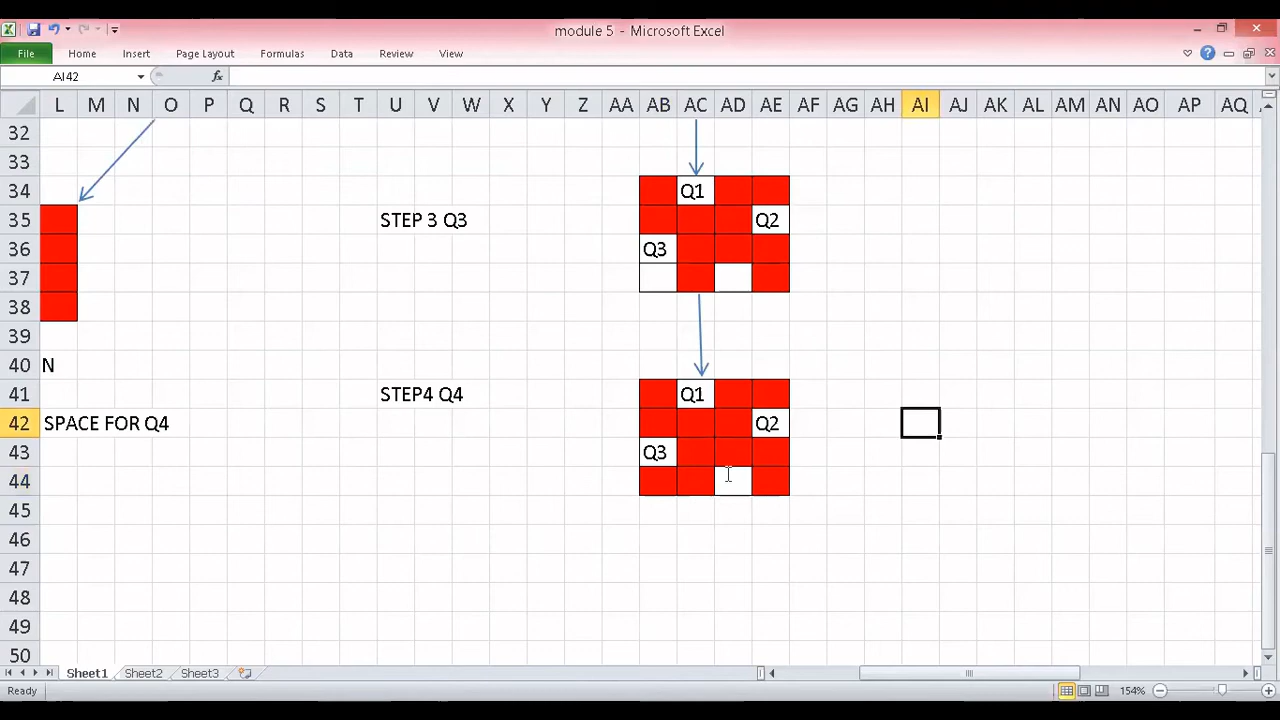 module 5 - Microsoft Excel
File Home Insert Page Layout Formulas Data Review View
AI42 fx
L M N O P Q R S T U V W X Y Z AA AB AC AD AE AF AG AH AI AJ AK AL AM AN AO AP AQ
32
33
34 Q1
35 STEP 3 Q3 Q2
36 Q3
37
38
39
40 N
41 STEP4 Q4 Q1
42 SPACE FOR Q4 Q2
43 Q3
44
45
46
47
48
49
50
Sheet1 Sheet2 Sheet3
Ready 154%